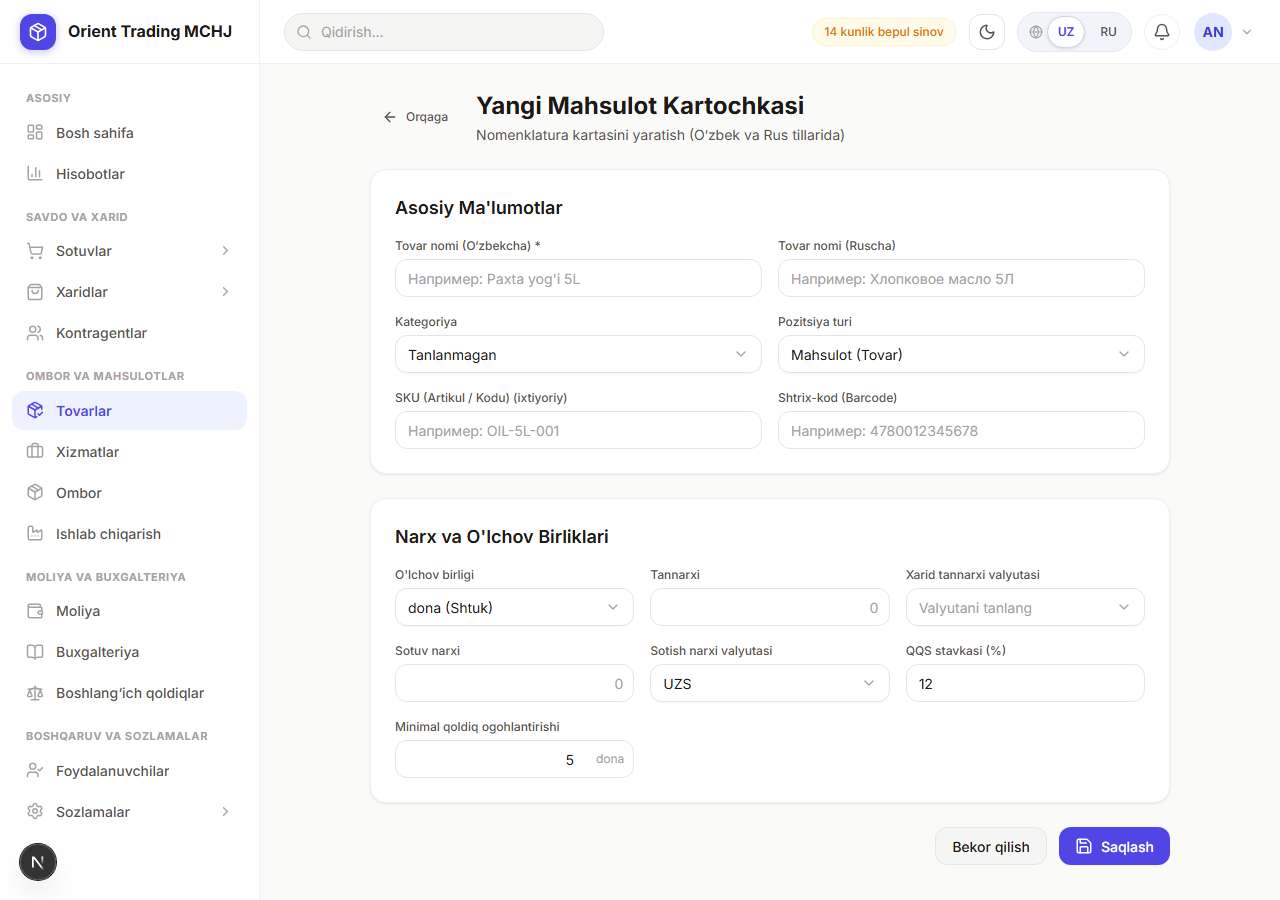 Orient Trading MCHJ
Qidirish...
14 kunlik bepul sinov
UZ
RU
AN
ASOSIY
Bosh sahifa
Hisobotlar
SAVDO VA XARID
Sotuvlar
Xaridlar
Kontragentlar
OMBOR VA MAHSULOTLAR
Tovarlar
Xizmatlar
Ombor
Ishlab chiqarish
MOLIYA VA BUXGALTERIYA
Moliya
Buxgalteriya
Boshlang‘ich qoldiqlar
BOSHQARUV VA SOZLAMALAR
Foydalanuvchilar
Sozlamalar
N
Orqaga
Yangi Mahsulot Kartochkasi
Nomenklatura kartasini yaratish (O'zbek va Rus tillarida)
Asosiy Ma'lumotlar
Tovar nomi (O‘zbekcha) *
Tovar nomi (Ruscha)
Например: Paxta yog'i 5L
Например: Хлопковое масло 5Л
Kategoriya
Pozitsiya turi
Tanlanmagan
Mahsulot (Tovar)
SKU (Artikul / Kodu) (ixtiyoriy)
Shtrix-kod (Barcode)
Например: OIL-5L-001
Например: 4780012345678
Narx va O'lchov Birliklari
O'lchov birligi
Tannarxi
Xarid tannarxi valyutasi
dona (Shtuk)
0
Valyutani tanlang
Sotuv narxi
Sotish narxi valyutasi
QQS stavkasi (%)
0
UZS
12
Minimal qoldiq ogohlantirishi
5 dona
Bekor qilish
Saqlash